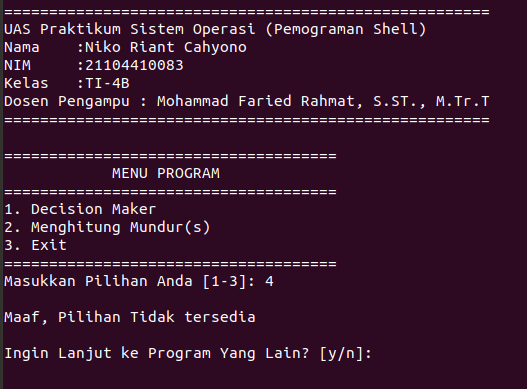 ======================================================
UAS Praktikum Sistem Operasi (Pemograman Shell)
Nama    :Niko Riant Cahyono
NIM     :21104410083
Kelas   :TI-4B
Dosen Pengampu : Mohammad Faried Rahmat, S.ST., M.Tr.T
======================================================

=====================================
            MENU PROGRAM
=====================================
1. Decision Maker
2. Menghitung Mundur(s)
3. Exit
=====================================
Masukkan Pilihan Anda [1-3]: 4

Maaf, Pilihan Tidak tersedia

Ingin Lanjut ke Program Yang Lain? [y/n]: